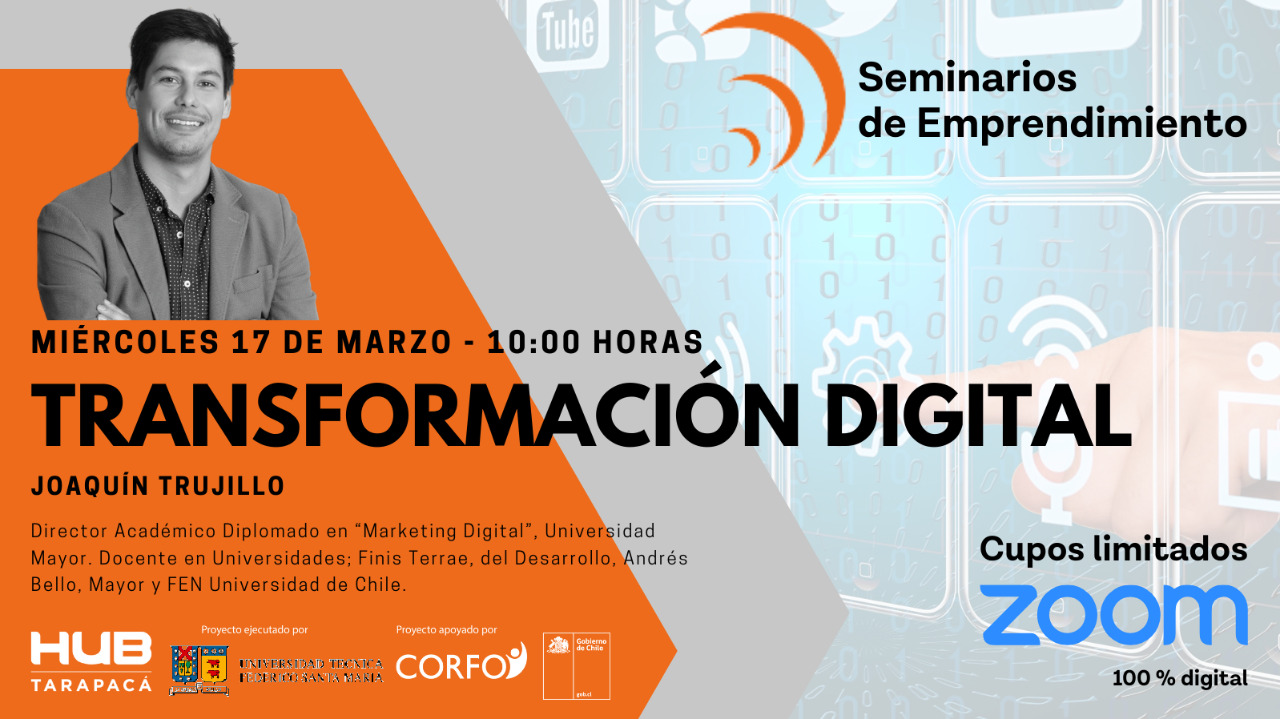 Tube
Seminarios
de Emprendimiento
MIÉRCOLES 17 DE MARZO - 10:00 HORAS
TRANSFORMACIÓN DIGITAL
JOAQUÍN TRUJILLO
Director Académico Diplomado en “Marketing Digital”, Universidad
Mayor. Docente en Universidades; Finis Terrae, del Desarrollo, Andrés
Bello, Mayor y FEN Universidad de Chile.
Cupos limitados
zoom
100 % digital
HUB
TARAPACÁ
Proyecto ejecutado por
UNIVERSIDAD TECNICA
FEDERICO SANTA MARIA
Proyecto apoyado por
CORFO
Gobierno
de Chile
gob.cl